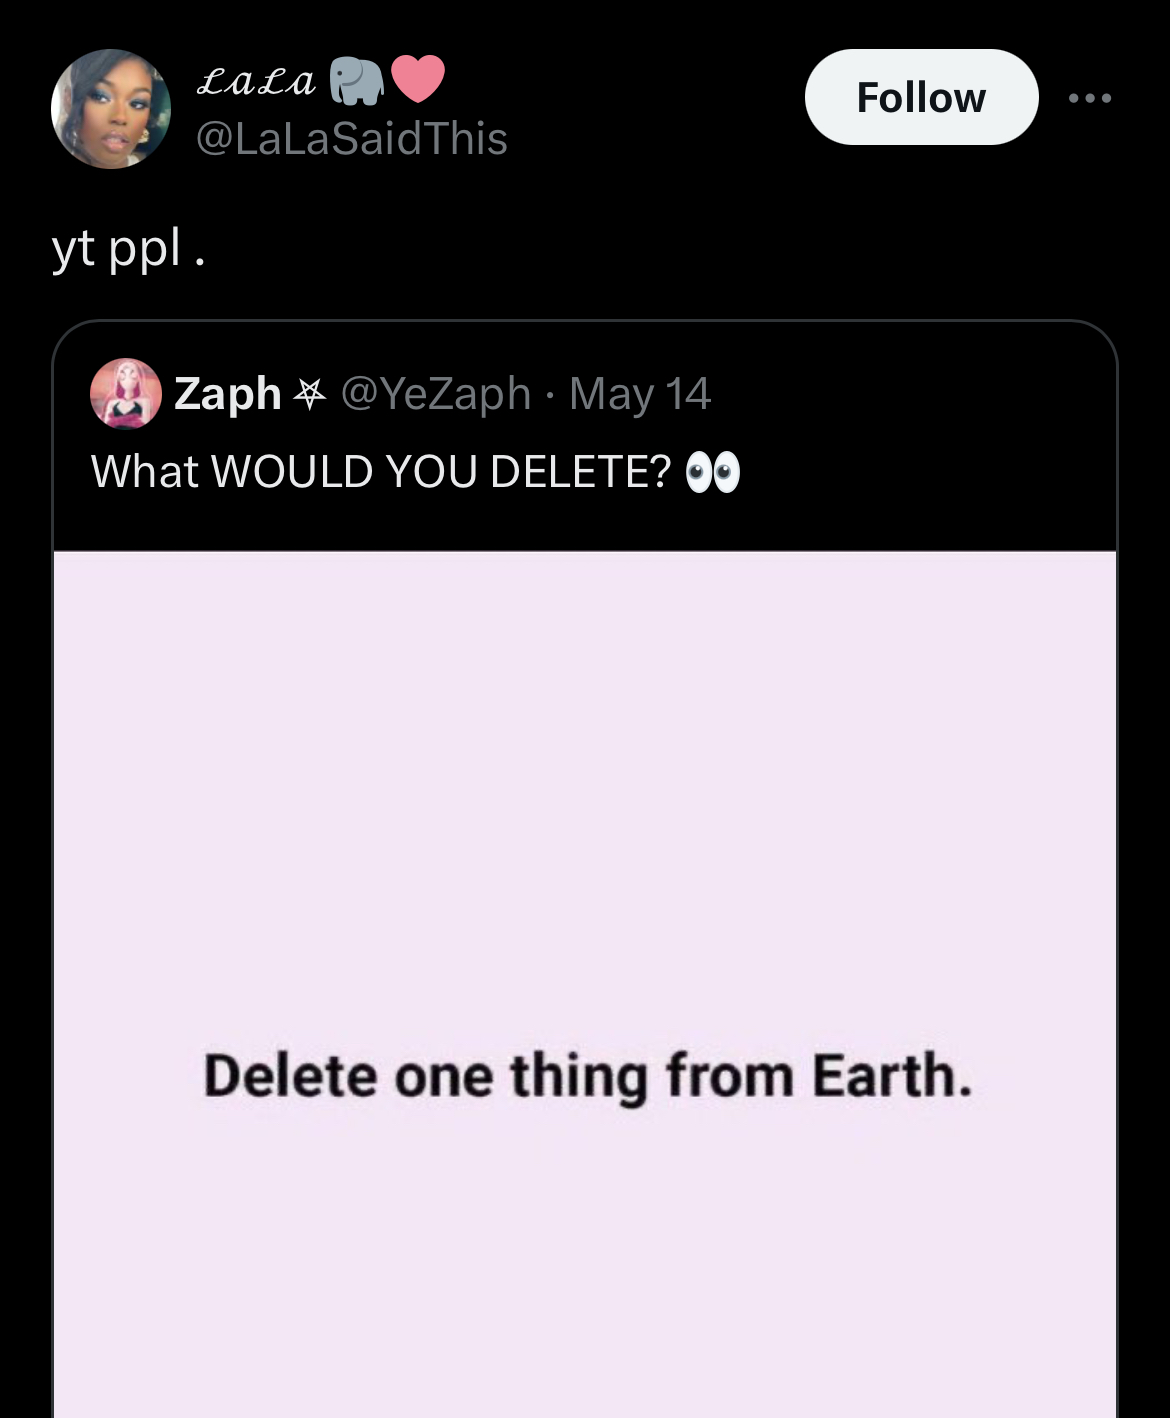 𝓛𝓪𝓛𝓪 🐘🩷
Follow
@LaLaSaidThis
yt ppl .
Zaph ⛧ @YeZaph · May 14
What WOULD YOU DELETE? 👀
Delete one thing from Earth.